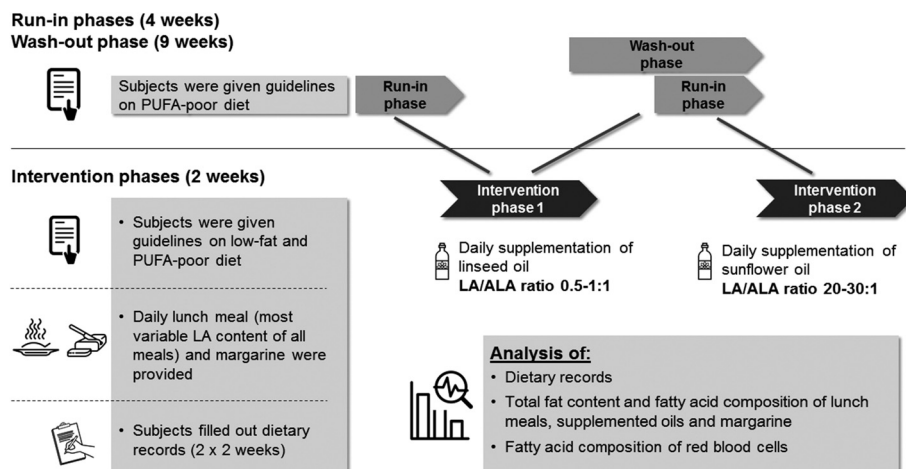 Run-in phases (4 weeks)
Wash-out phase (9 weeks)
Subjects were given guidelines
on PUFA-poor diet
Run-in
phase
Wash-out
phase
Run-in
phase
Intervention phases (2 weeks)
• Subjects were given
guidelines on low-fat and
PUFA-poor diet
• Daily lunch meal (most
variable LA content of all
meals) and margarine were
provided
• Subjects filled out dietary
records (2 x 2 weeks)
Intervention
phase 1
Daily supplementation of
linseed oil
LA/ALA ratio 0.5-1:1
Intervention
phase 2
Daily supplementation of
sunflower oil
LA/ALA ratio 20-30:1
Analysis of:
• Dietary records
• Total fat content and fatty acid composition of lunch
meals, supplemented oils and margarine
• Fatty acid composition of red blood cells